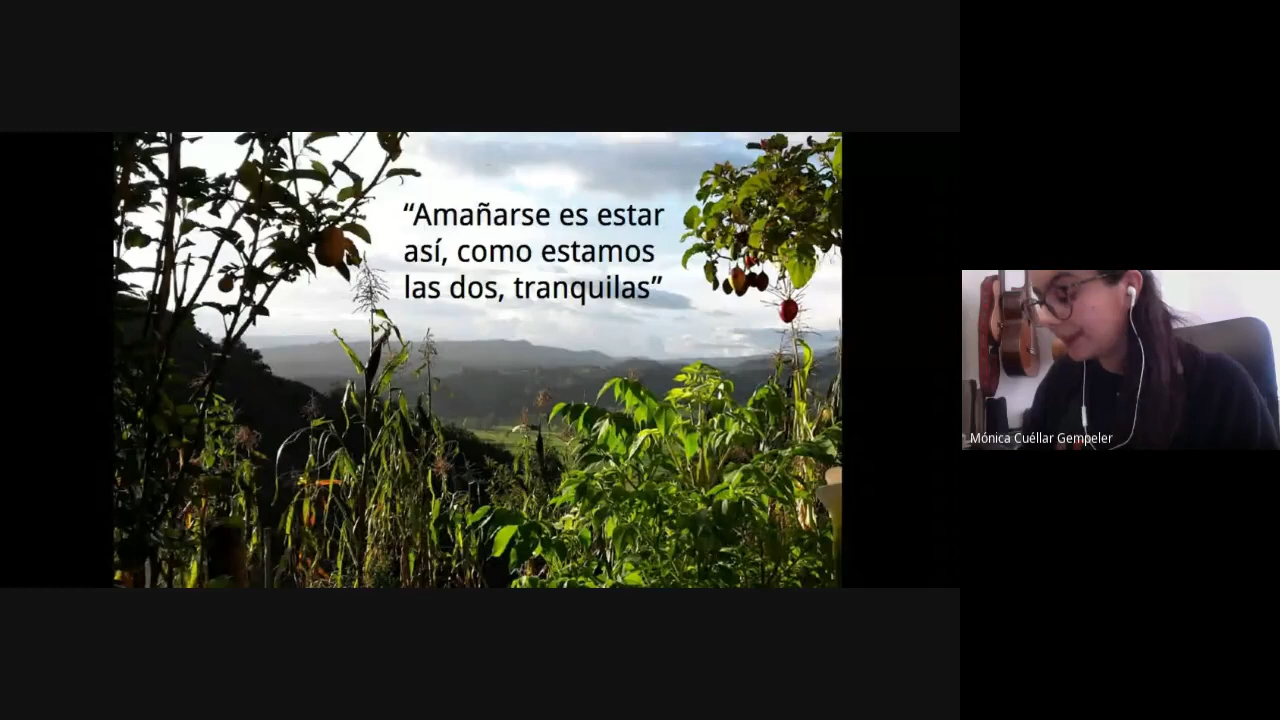 “Amañarse es estar
así, como estamos
las dos, tranquilas”
Mónica Cuéllar Gempeler